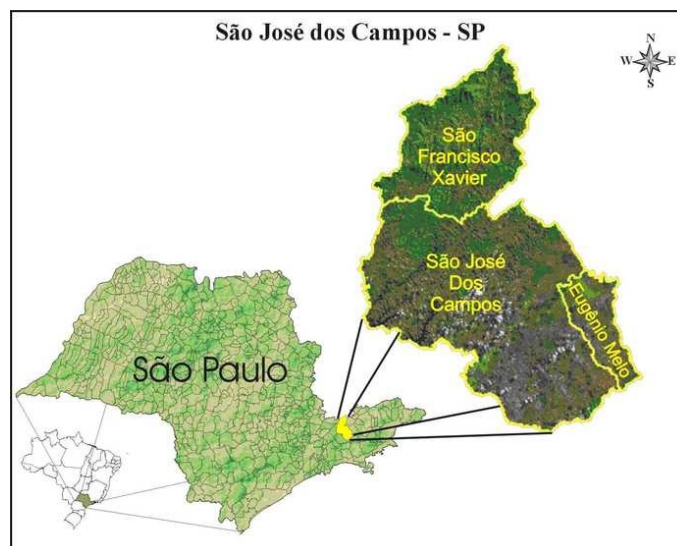 São José dos Campos - SP
N
W E
S
São
Francisco
Xavier
São José
Dos
Campos
Eugênio Melo
São Paulo